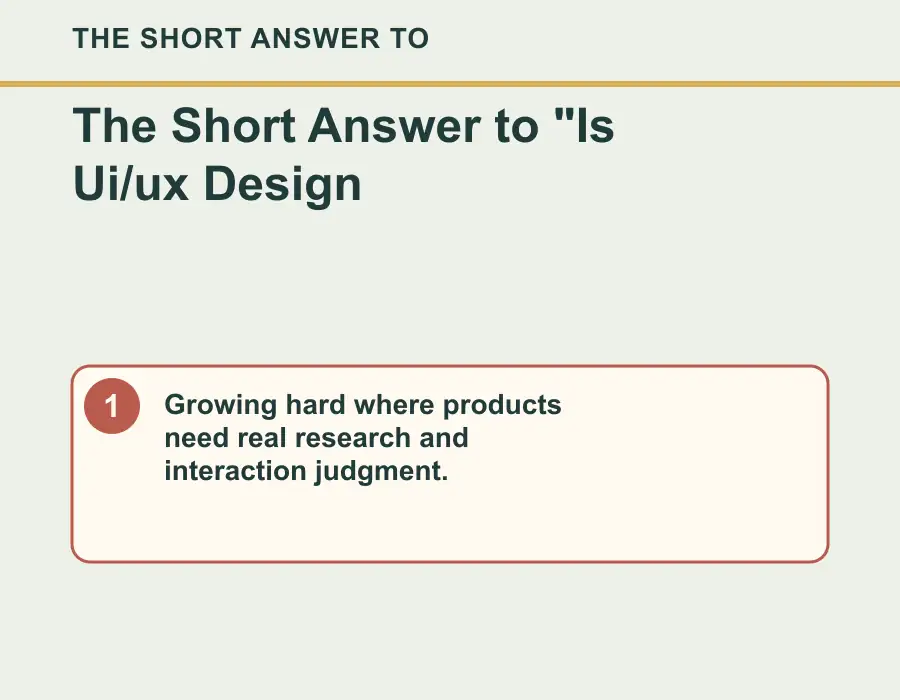 THE SHORT ANSWER TO
The Short Answer to "Is
Ui/ux Design
1
Growing hard where products
need real research and
interaction judgment.